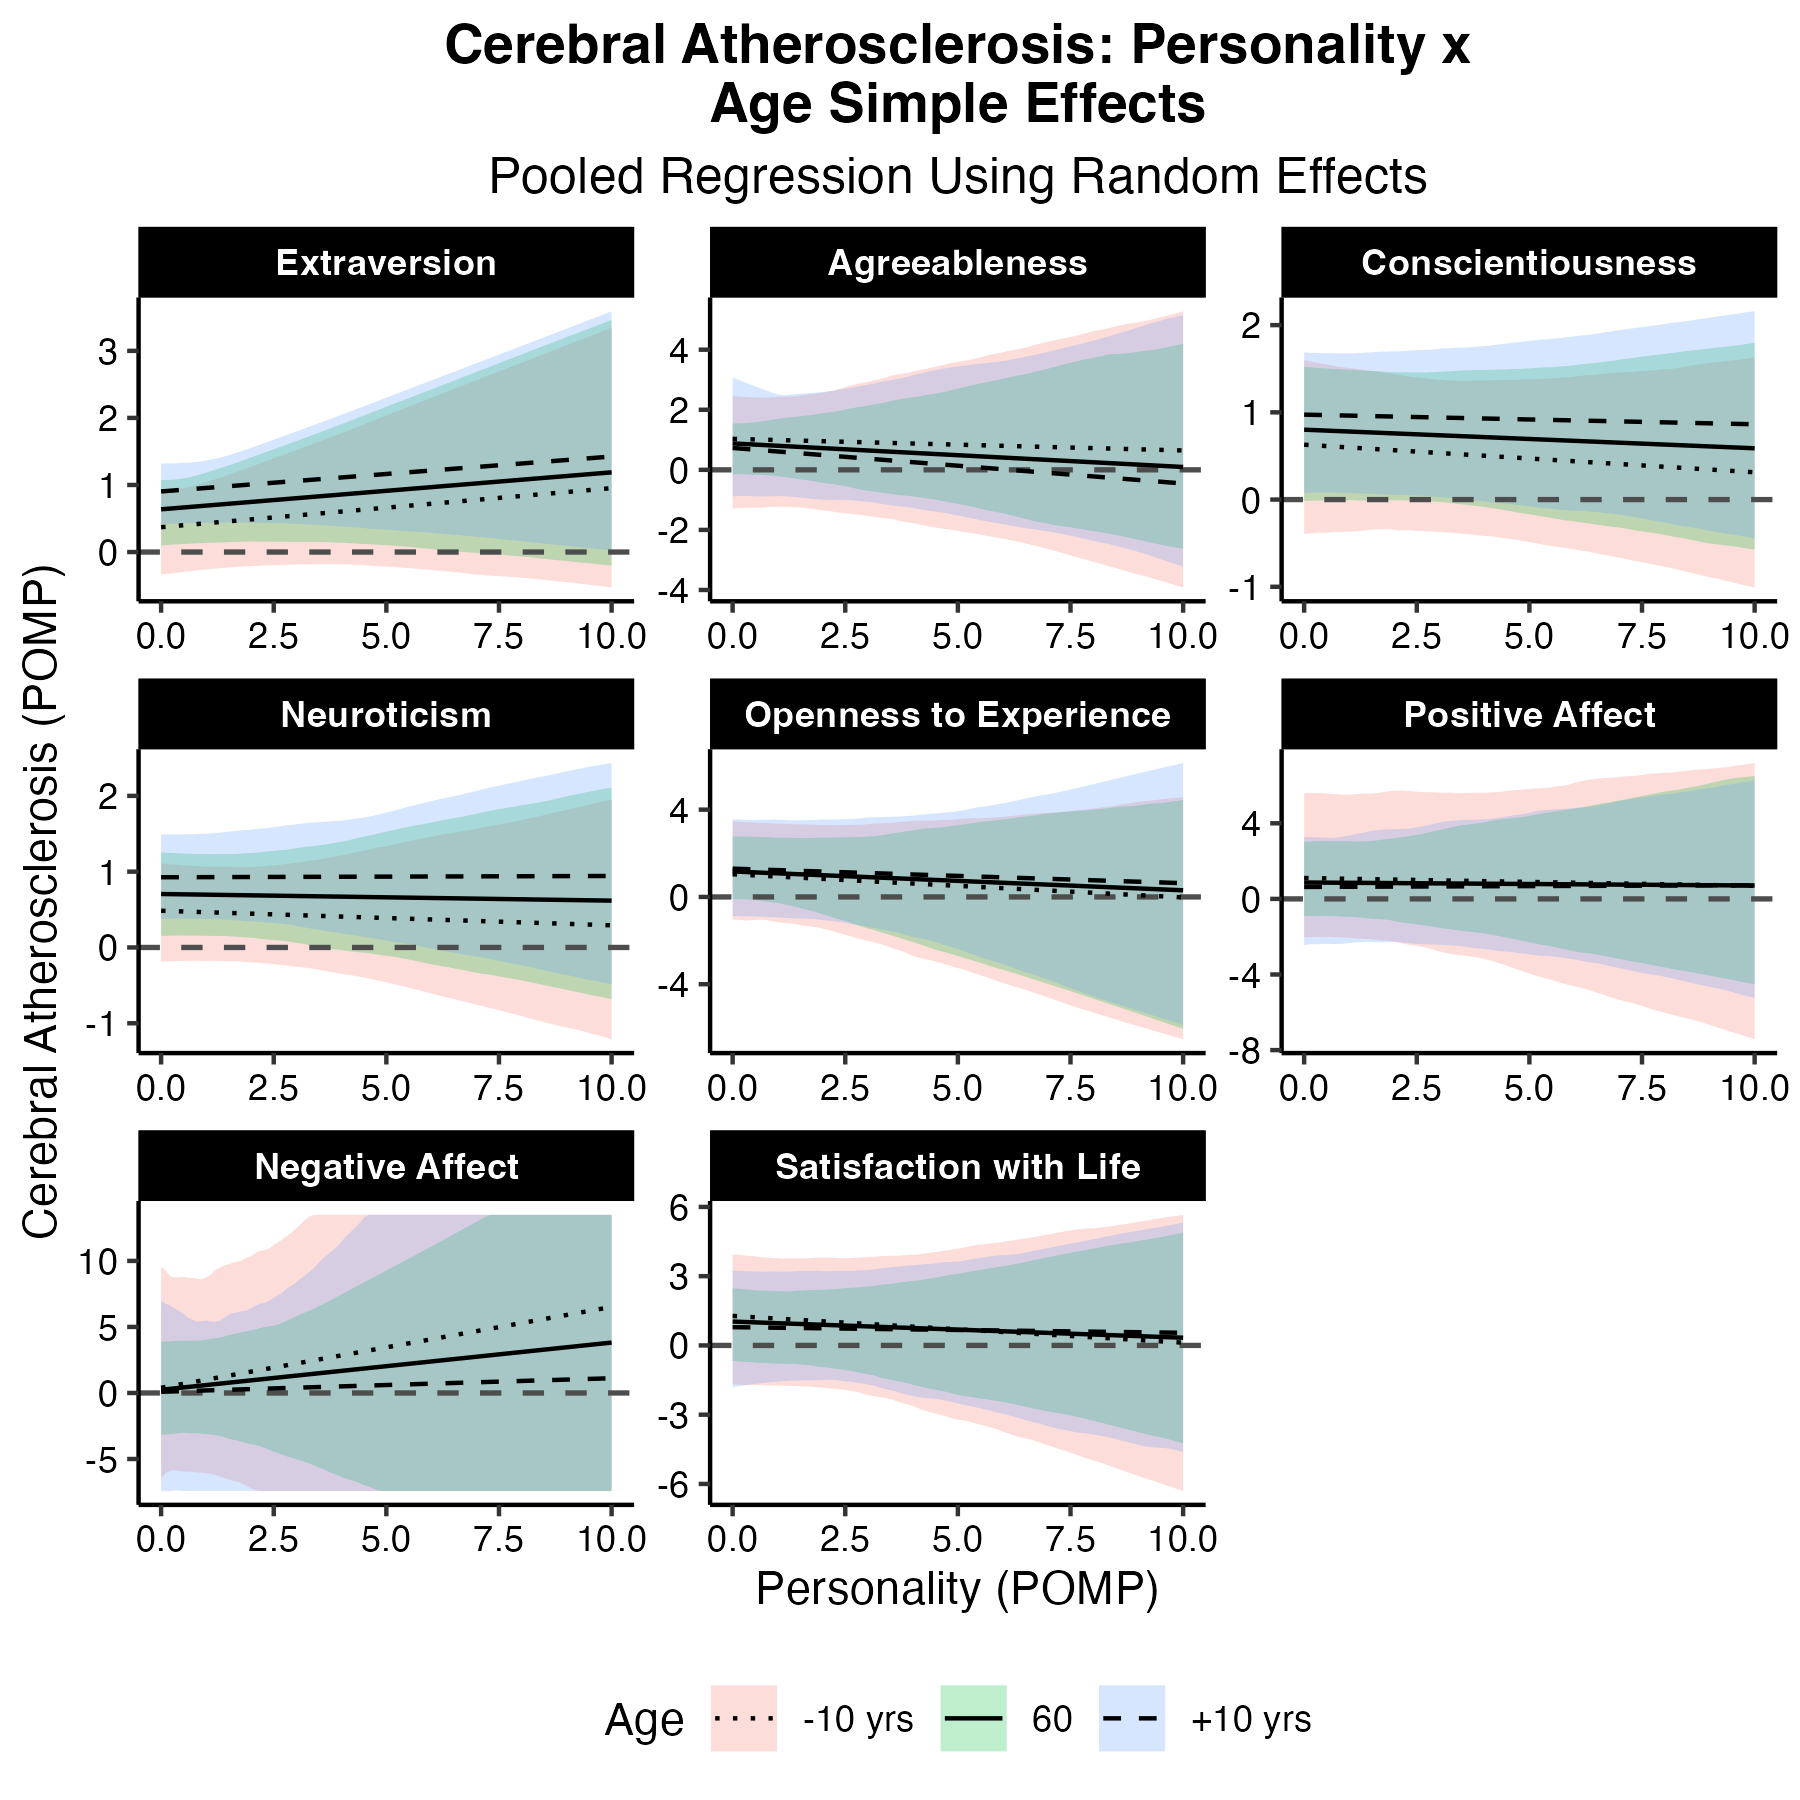 Cerebral Atherosclerosis: Personality x
Age Simple Effects
Pooled Regression Using Random Effects
Cerebral Atherosclerosis (POMP)
Extraversion
3
2
1
0
0.0 2.5 5.0 7.5 10.0
Agreeableness
4
2
0
-2
-4
0.0 2.5 5.0 7.5 10.0
Conscientiousness
2
1
0
-1
0.0 2.5 5.0 7.5 10.0
Neuroticism
2
1
0
-1
0.0 2.5 5.0 7.5 10.0
Openness to Experience
4
0
-4
0.0 2.5 5.0 7.5 10.0
Positive Affect
4
0
-4
-8
0.0 2.5 5.0 7.5 10.0
Negative Affect
10
5
0
-5
0.0 2.5 5.0 7.5 10.0
Satisfaction with Life
6
3
0
-3
-6
0.0 2.5 5.0 7.5 10.0
Personality (POMP)
Age -10 yrs 60 +10 yrs